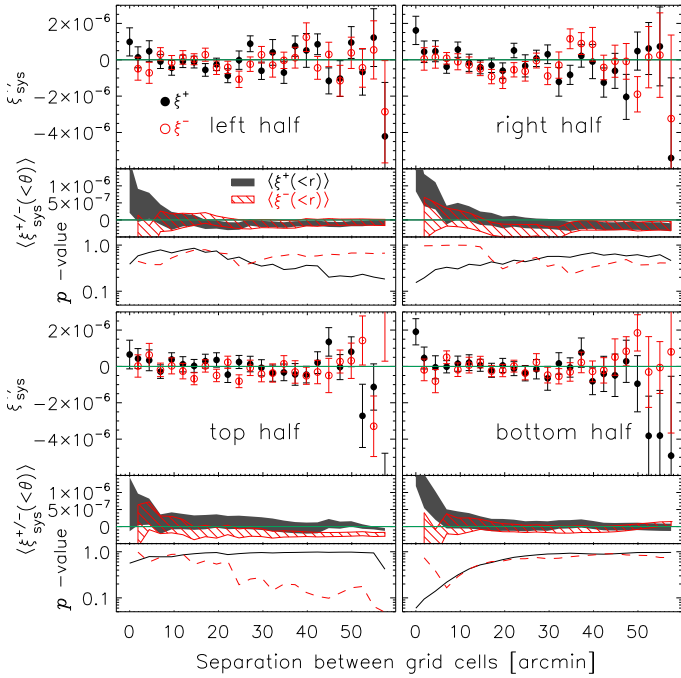 2×10⁻⁶
0
−2×10⁻⁶
−4×10⁻⁶
ξ′sys
ξ⁺
ξ⁻
left half
right half
1×10⁻⁶
5×10⁻⁷
0
⟨ξ⁺/⁻sys(<θ)⟩
⟨ξ⁺(<r)⟩
⟨ξ⁻(<r)⟩
1.0
0.1
p −value
2×10⁻⁶
0
−2×10⁻⁶
−4×10⁻⁶
ξ′sys
top half
bottom half
1×10⁻⁶
5×10⁻⁷
0
⟨ξ⁺/⁻sys(<θ)⟩
1.0
0.1
p −value
0 10 20 30 40 50 0 10 20 30 40 50
Separation between grid cells [arcmin]